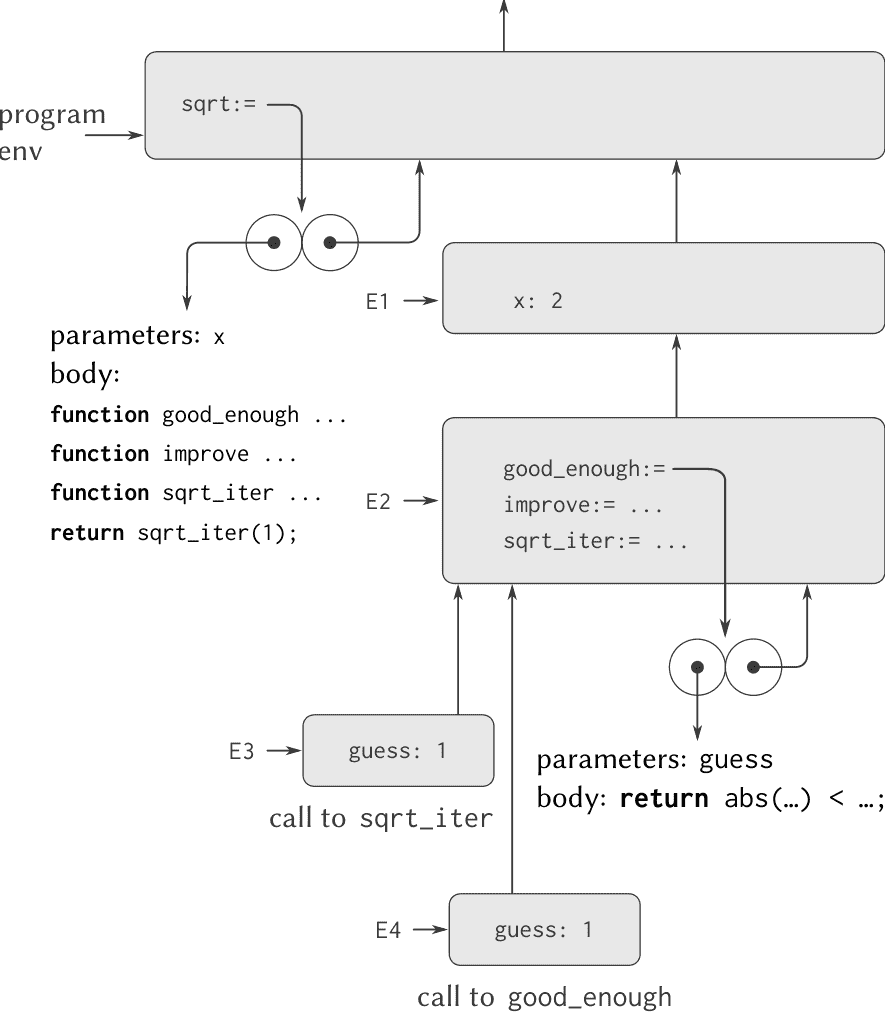 sqrt:=
program
env
E1
x: 2
parameters: x
body:
function good_enough ...
function improve ...
function sqrt_iter ...
return sqrt_iter(1);
E2
good_enough:=
improve:= ...
sqrt_iter:= ...
E3
guess: 1
call to sqrt_iter
parameters: guess
body: return abs(…) < …;
E4
guess: 1
call to good_enough